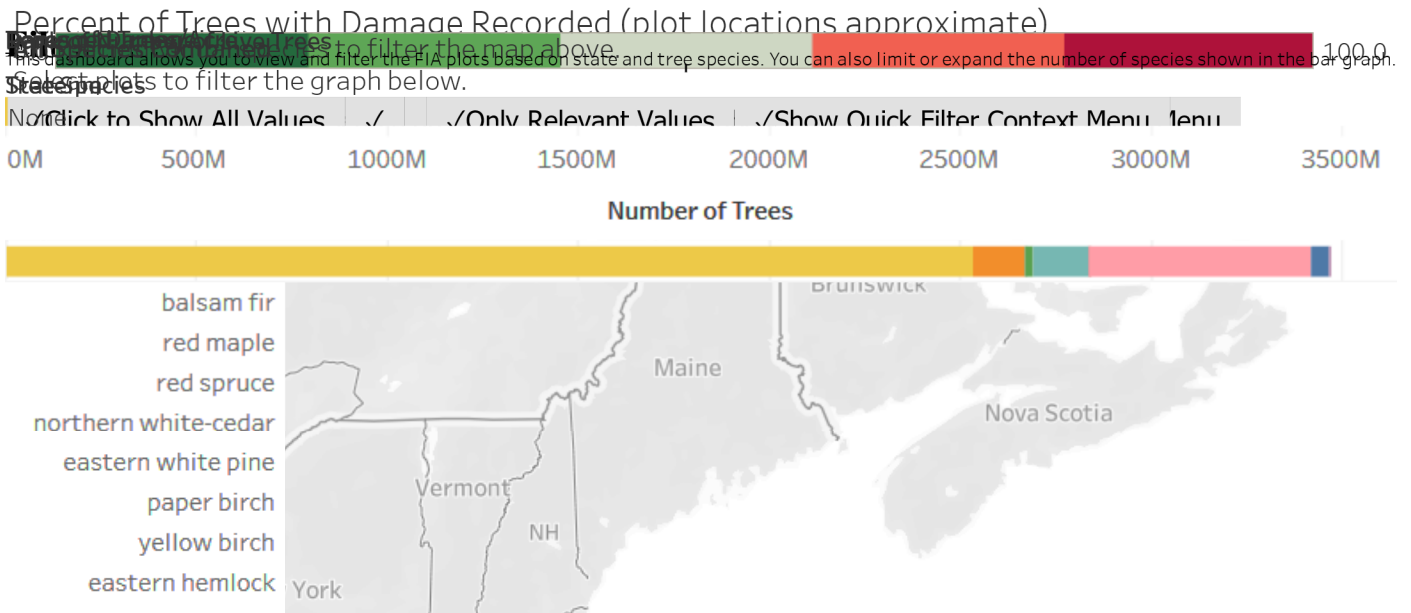 Percent of Trees with Damage Recorded (plot locations approximate)
to filter the map above.
100.0
This dashboard allows you to view and filter the FIA plots based on state and tree species. You can also limit or expand the number of species shown in the bar graph.
Select plots to filter the graph below.
None
✓Click to Show All Values ✓ ✓Only Relevant Values ✓Show Quick Filter Context Menu Menu
0M 500M 1000M 1500M 2000M 2500M 3000M 3500M
Number of Trees
Brunswick
balsam fir
red maple
Maine
red spruce
Nova Scotia
northern white-cedar
eastern white pine
Vermont
paper birch
NH
yellow birch
eastern hemlock
York